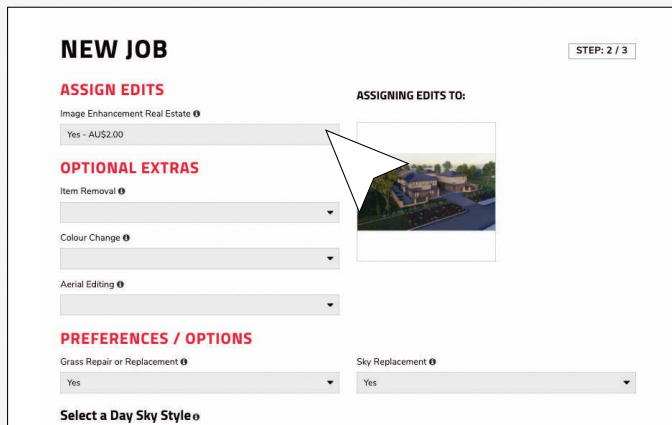 NEW JOB
STEP: 2 / 3
ASSIGN EDITS
ASSIGNING EDITS TO:
Image Enhancement Real Estate
Yes - AU$2.00
OPTIONAL EXTRAS
Item Removal
Colour Change
Aerial Editing
PREFERENCES / OPTIONS
Grass Repair or Replacement
Sky Replacement
Yes
Yes
Select a Day Sky Style